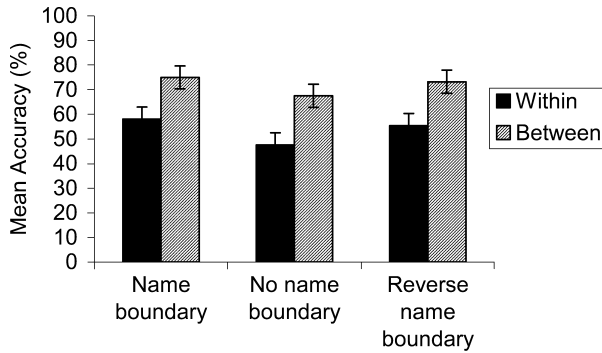 100
90
80
70
60
50
40
30
20
10
0
Mean Accuracy (%)
Name
boundary
No name
boundary
Reverse
name
boundary
Within
Between